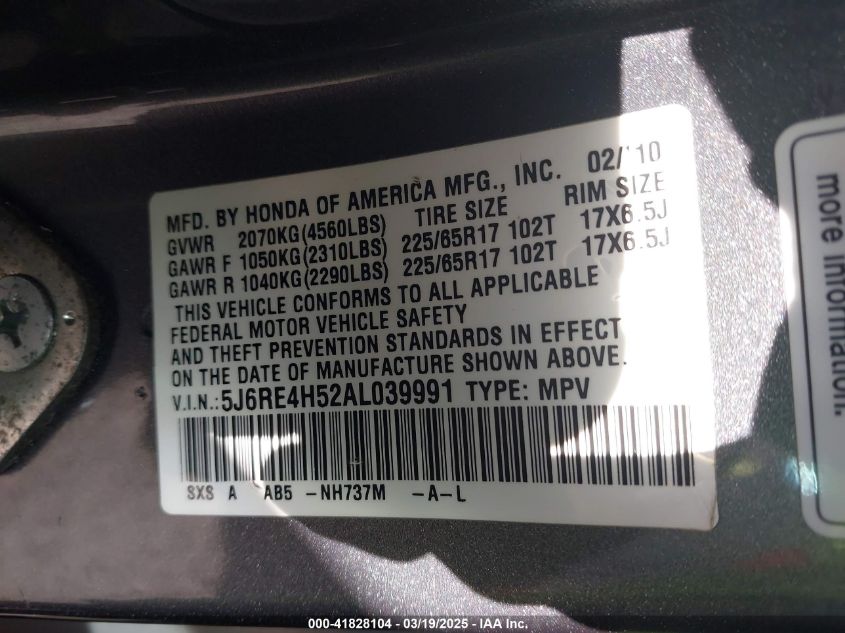 MFD. BY HONDA OF AMERICA MFG., INC. 02/'10
GVWR 2070KG(4560LBS) TIRE SIZE RIM SIZE
GAWR F 1050KG(2310LBS) 225/65R17 102T 17X6.5J
GAWR R 1040KG(2290LBS) 225/65R17 102T 17X6.5J
THIS VEHICLE CONFORMS TO ALL APPLICABLE
FEDERAL MOTOR VEHICLE SAFETY
AND THEFT PREVENTION STANDARDS IN EFFECT
ON THE DATE OF MANUFACTURE SHOWN ABOVE.
V.I.N.:5J6RE4H52AL039991 TYPE: MPV
SXS A AB5 -NH737M -A-L
more information.
000-41828104 - 03/19/2025 - IAA Inc.